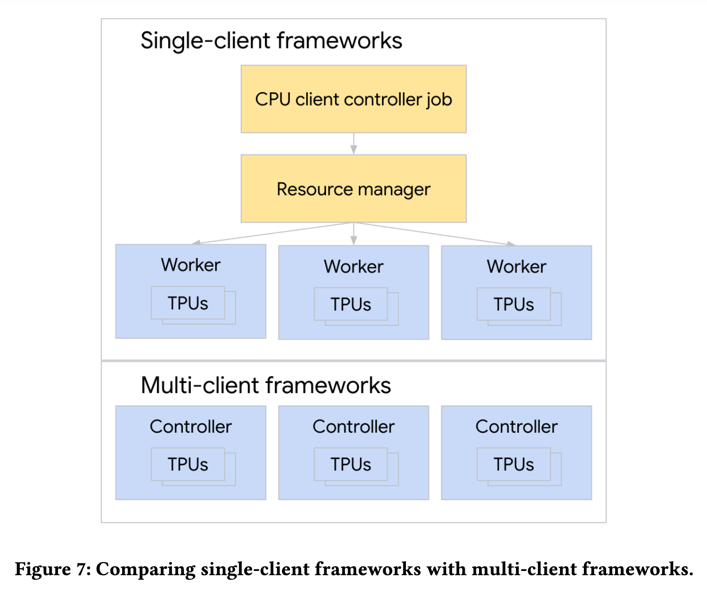 Single-client frameworks
CPU client controller job
Resource manager
Worker
TPUs
Worker
TPUs
Worker
TPUs
Multi-client frameworks
Controller
TPUs
Controller
TPUs
Controller
TPUs
Figure 7: Comparing single-client frameworks with multi-client frameworks.